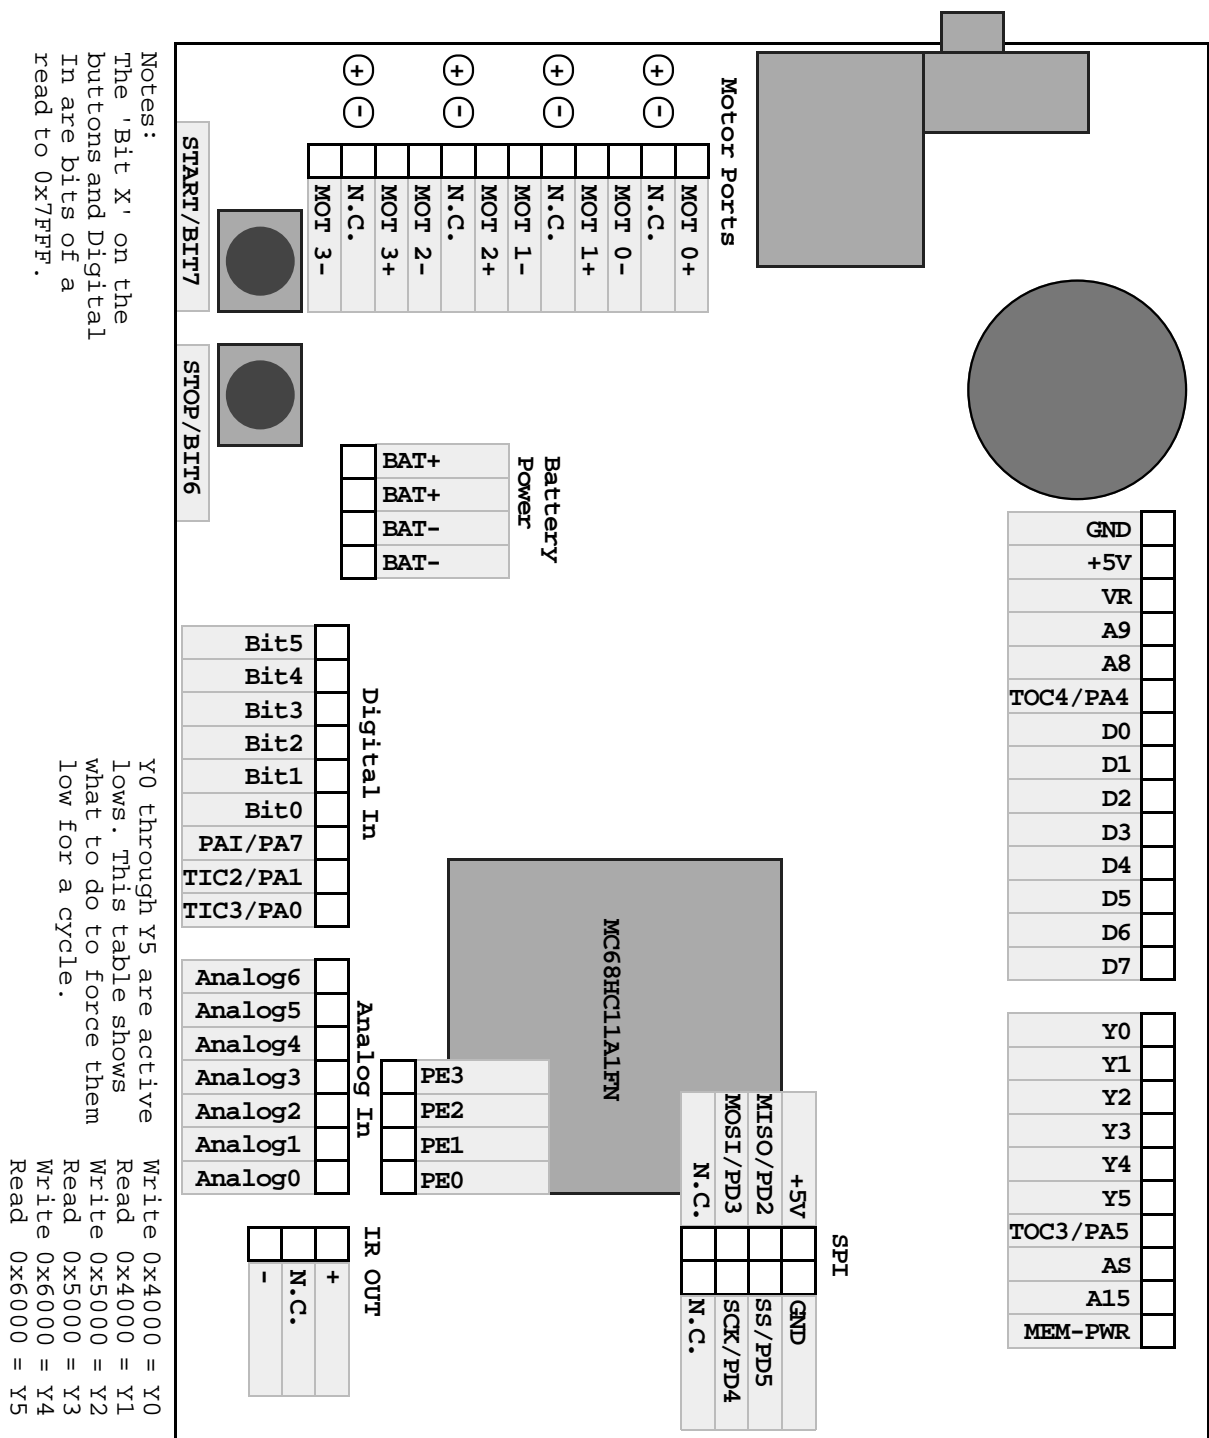 Notes:
The 'Bit X' on the
buttons and Digital
In are bits of a
read to 0x7FFF.
Y0 through Y5 are active
lows. This table shows
what to do to force them
low for a cycle.
Write 0x4000 = Y0
Read 0x4000 = Y1
Write 0x5000 = Y2
Read 0x5000 = Y3
Write 0x6000 = Y4
Read 0x6000 = Y5
START/BIT7
STOP/BIT6
+
-
+
-
+
-
+
-
Motor Ports
MOT 3-
N.C.
MOT 3+
MOT 2-
N.C.
MOT 2+
MOT 1-
N.C.
MOT 1+
MOT 0-
N.C.
MOT 0+
Battery
Power
BAT+
BAT+
BAT-
BAT-
Digital In
Bit5
Bit4
Bit3
Bit2
Bit1
Bit0
PAI/PA7
TIC2/PA1
TIC3/PA0
Analog In
Analog6
Analog5
Analog4
Analog3
Analog2
Analog1
Analog0
PE3
PE2
PE1
PE0
MC68HC11A1FN
IR OUT
-
N.C.
+
SPI
N.C.
MOSI/PD3
MISO/PD2
+5V
N.C.
SCK/PD4
SS/PD5
GND
GND
+5V
VR
A9
A8
TOC4/PA4
D0
D1
D2
D3
D4
D5
D6
D7
Y0
Y1
Y2
Y3
Y4
Y5
TOC3/PA5
AS
A15
MEM-PWR